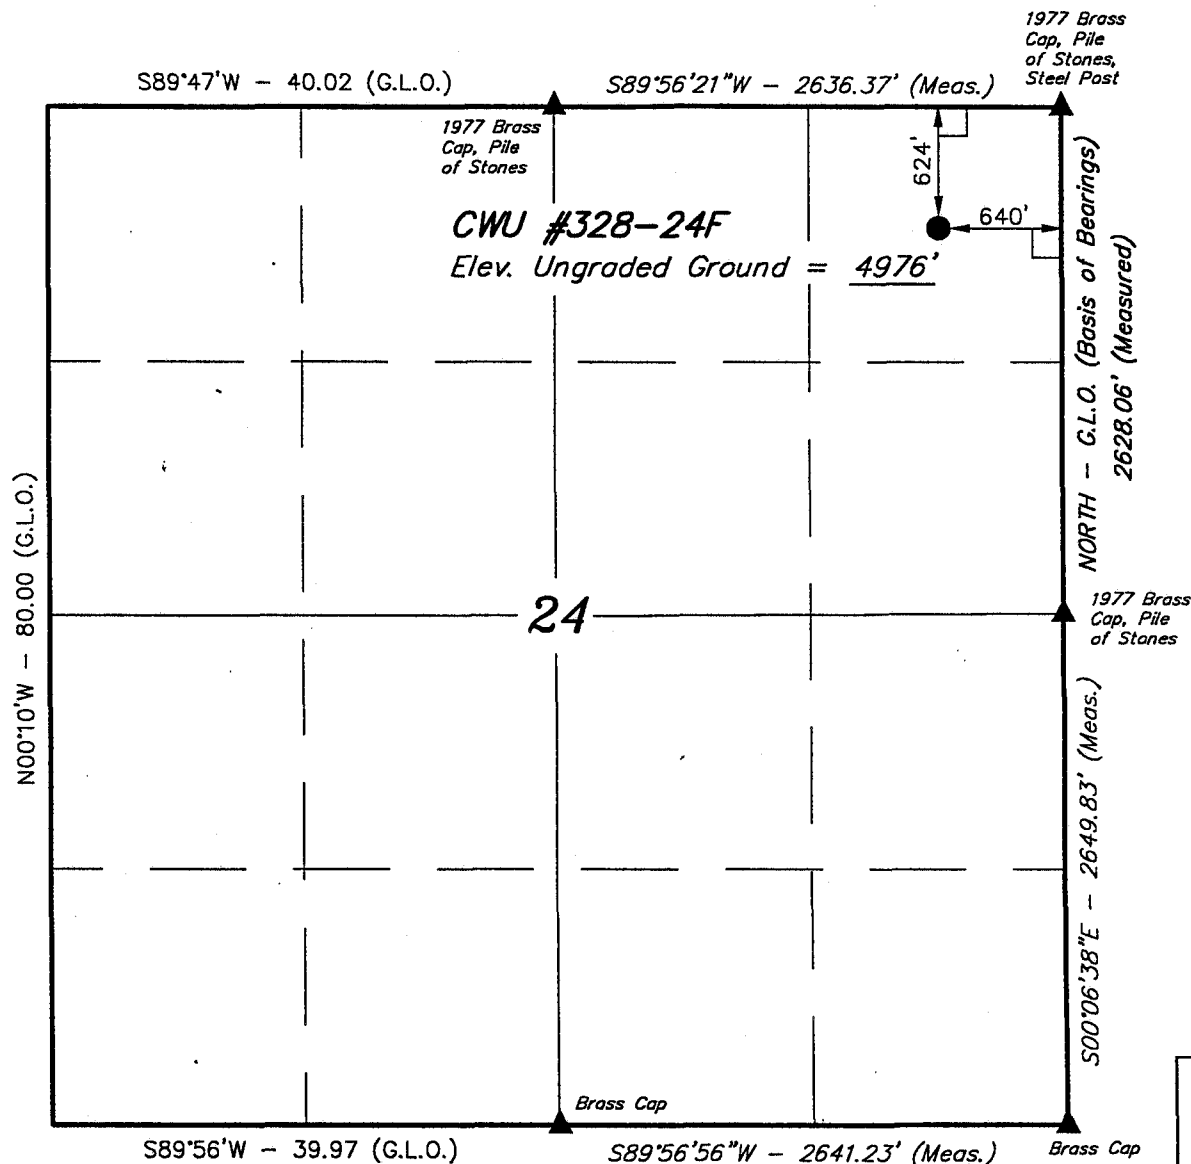 1977 Brass
Cap, Pile
of Stones,
Steel Post
S89°47'W - 40.02 (G.L.O.)
S89°56'21"W - 2636.37' (Meas.)
1977 Brass
Cap, Pile
of Stones
624'
640'
CWU #328-24F
Elev. Ungraded Ground = 4976'
NORTH - G.L.O. (Basis of Bearings)
2628.06' (Measured)
N00°10'W - 80.00 (G.L.O.)
24
1977 Brass
Cap, Pile
of Stones
S00°06'38"E - 2649.83' (Meas.)
Brass Cap
Brass Cap
S89°56'W - 39.97 (G.L.O.)
S89°56'56"W - 2641.23' (Meas.)